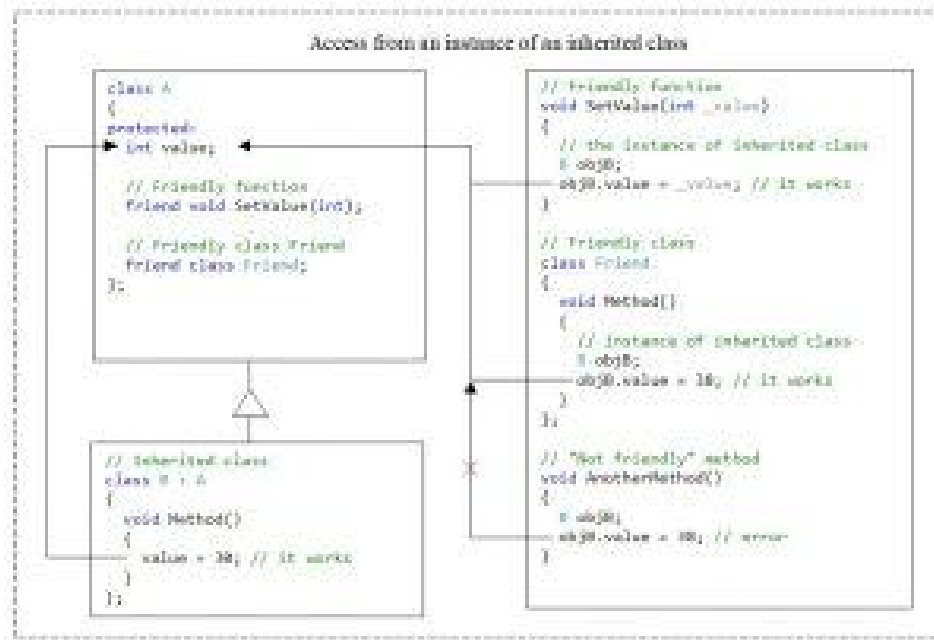 Access from an instance of an inherited class
class A
{
protected:
int value;
// Friendly function
friend void SetValue(int);
// Friendly class Friend
friend class Friend;
};
// Inherited class
class B : A
{
void Method()
{
value = 30; // it works
}
};
// Friendly function
void SetValue(int _value)
{
// the instance of inherited class
B objB;
objB.value = _value; // it works
}
// Friendly class
class Friend
{
void Method()
{
// instance of inherited class
B objB;
objB.value = 10; // it works
}
};
// "Not friendly" method
void AnotherMethod()
{
B objB;
objB.value = // error
}